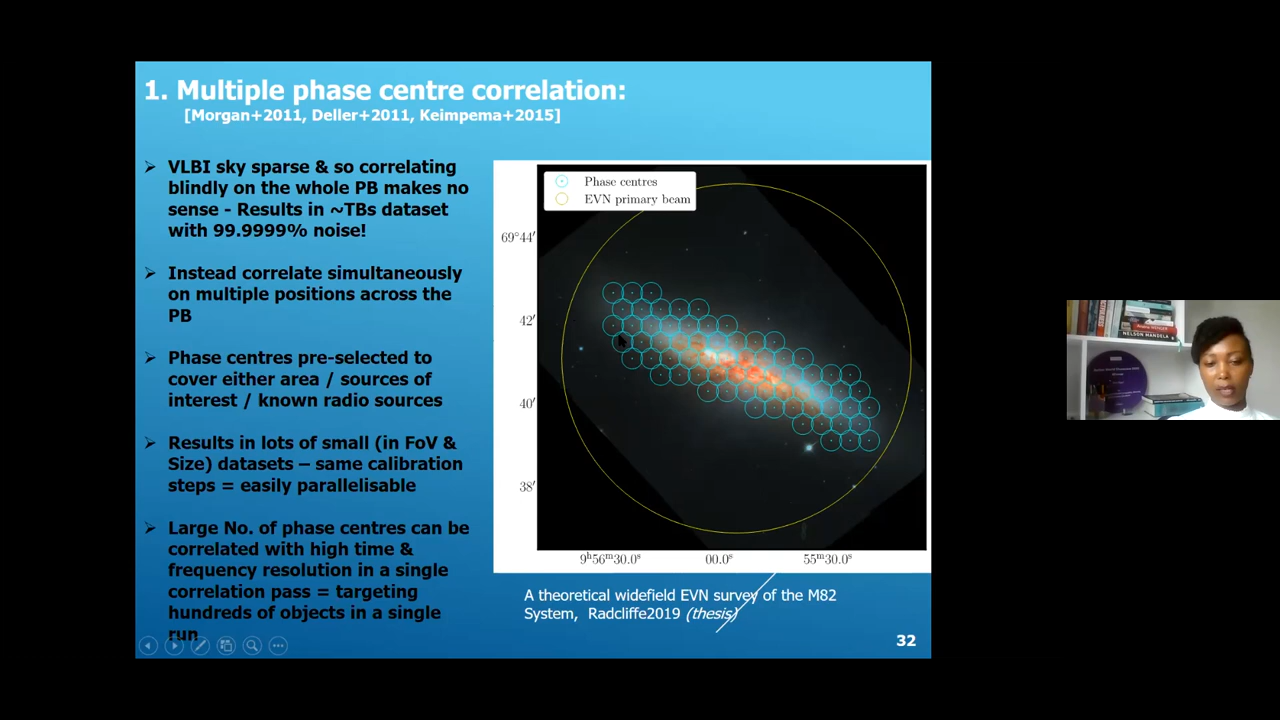 1. Multiple phase centre correlation:
[Morgan+2011, Deller+2011, Keimpema+2015]
➢ VLBI sky sparse & so correlating
blindly on the whole PB makes no
sense - Results in ~TBs dataset
with 99.9999% noise!
➢ Instead correlate simultaneously
on multiple positions across the
PB
➢ Phase centres pre-selected to
cover either area / sources of
interest / known radio sources
➢ Results in lots of small (in FoV &
Size) datasets – same calibration
steps = easily parallelisable
➢ Large No. of phase centres can be
correlated with high time &
frequency resolution in a single
correlation pass = targeting
hundreds of objects in a single
run
Phase centres
EVN primary beam
69°44′
42′
40′
38′
9ʰ56ᵐ30.0ˢ 00.0ˢ 55ᵐ30.0ˢ
A theoretical widefield EVN survey of the M82
System, Radcliffe2019 (thesis)
32
NELSON MANDELA